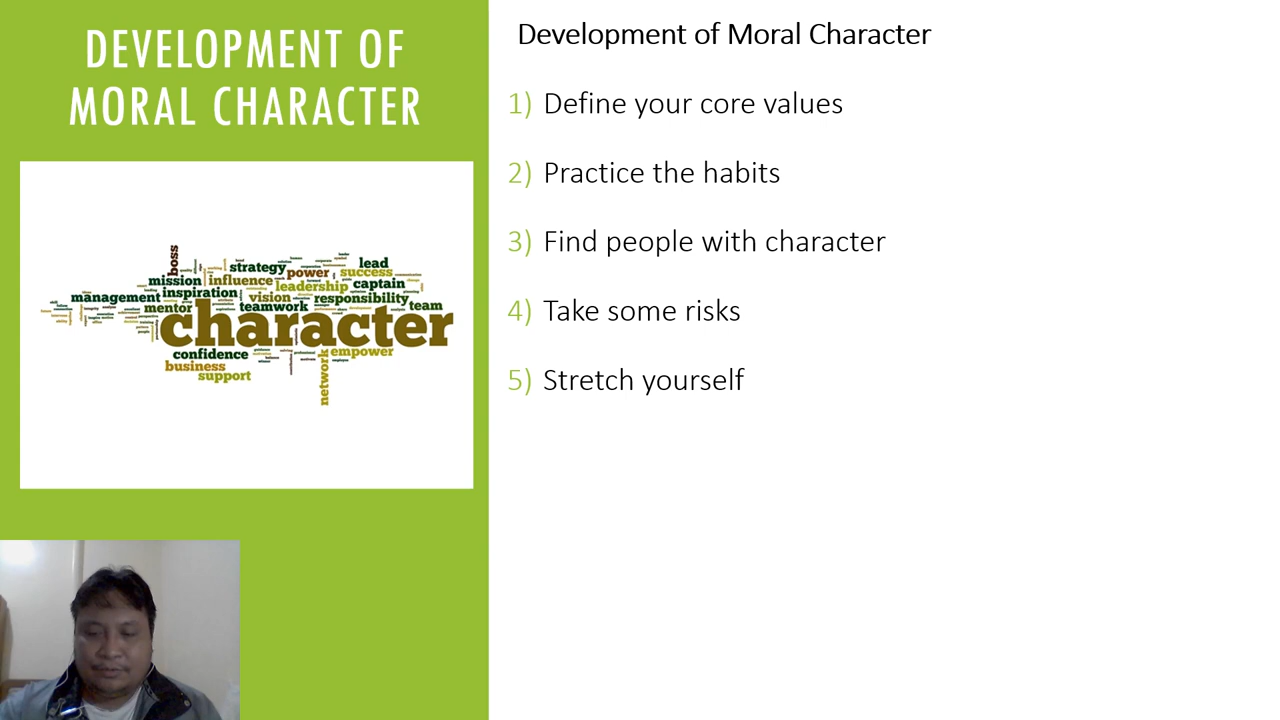 DEVELOPMENT OF
MORAL CHARACTER
boss
lead
strategy
power
success
mission
influence
leadership
captain
management
inspiration
vision
responsibility
mentor
teamwork
team
character
confidence
empower
business
support
network
Development of Moral Character
1) Define your core values
2) Practice the habits
3) Find people with character
4) Take some risks
5) Stretch yourself